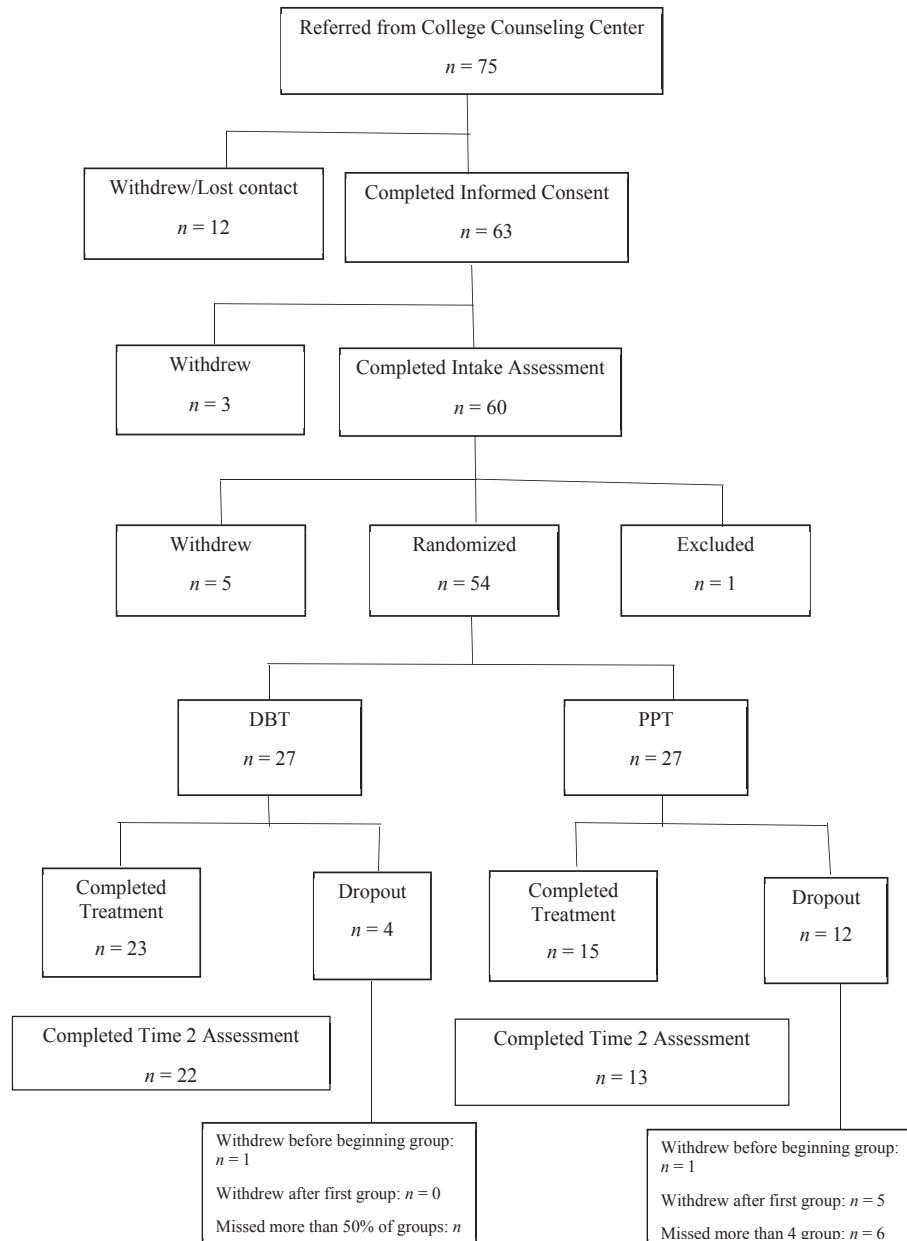 Referred from College Counseling Center
n = 75
Withdrew/Lost contact
n = 12
Completed Informed Consent
n = 63
Withdrew
n = 3
Completed Intake Assessment
n = 60
Withdrew
n = 5
Randomized
n = 54
Excluded
n = 1
DBT
n = 27
PPT
n = 27
Completed
Treatment
n = 23
Dropout
n = 4
Completed
Treatment
n = 15
Dropout
n = 12
Completed Time 2 Assessment
n = 22
Completed Time 2 Assessment
n = 13
Withdrew before beginning group:
n = 1
Withdrew after first group: n = 0
Missed more than 50% of groups: n
Withdrew before beginning group:
n = 1
Withdrew after first group: n = 5
Missed more than 4 group: n = 6